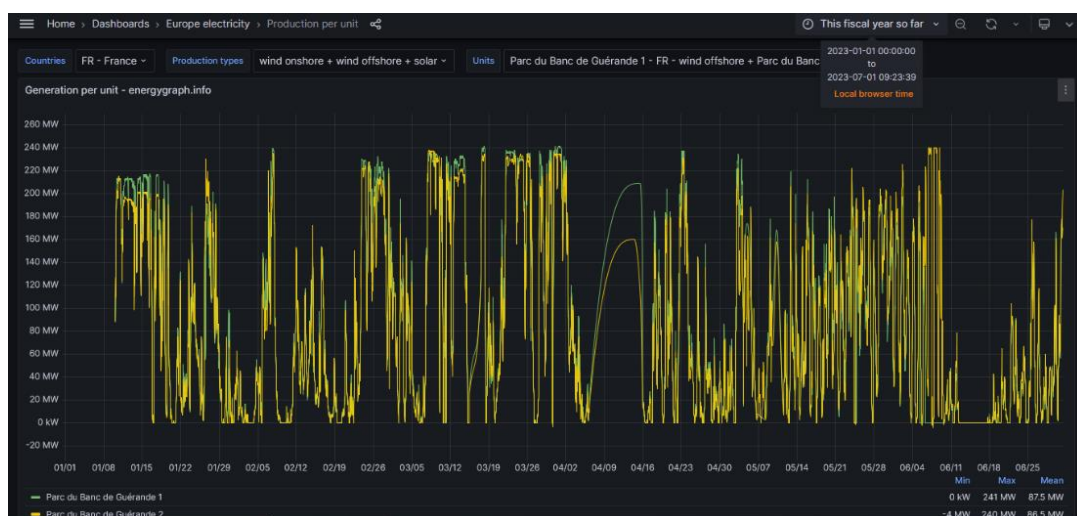 Home › Dashboards › Europe electricity › Production per unit
This fiscal year so far
2023-01-01 00:00:00
to
2023-07-01 09:23:39
Local browser time
Countries FR - France Production types wind onshore + wind offshore + solar Units Parc du Banc de Guérande 1 - FR - wind offshore + Parc du Banc
Generation per unit - energygraph.info
260 MW
240 MW
220 MW
200 MW
180 MW
160 MW
140 MW
120 MW
100 MW
80 MW
60 MW
40 MW
20 MW
0 kW
-20 MW
01/01 01/08 01/15 01/22 01/29 02/05 02/12 02/19 02/26 03/05 03/12 03/19 03/26 04/02 04/09 04/16 04/23 04/30 05/07 05/14 05/21 05/28 06/04 06/11 06/18 06/25
Min Max Mean
Parc du Banc de Guérande 1 0 kW 241 MW 87.5 MW
Parc du Banc de Guérande 2 -4 MW 240 MW 86.5 MW